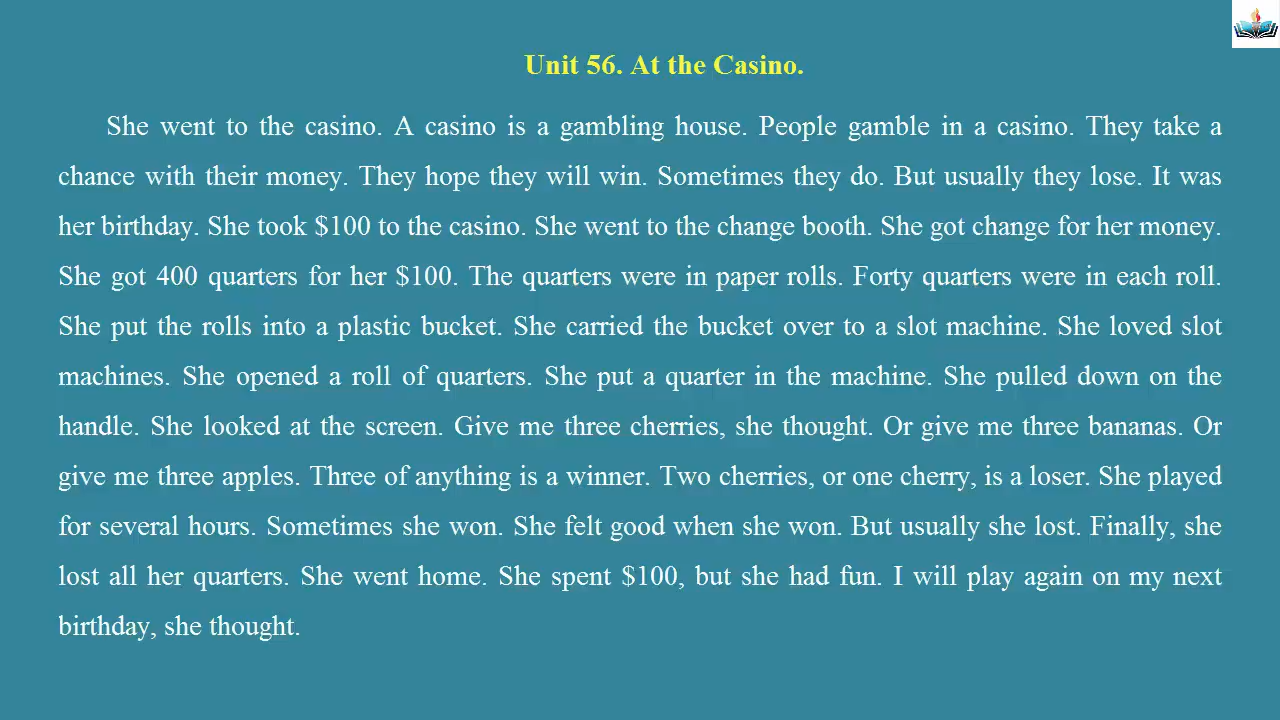 Unit 56. At the Casino.
She went to the casino. A casino is a gambling house. People gamble in a casino. They take a
chance with their money. They hope they will win. Sometimes they do. But usually they lose. It was
her birthday. She took $100 to the casino. She went to the change booth. She got change for her money.
She got 400 quarters for her $100. The quarters were in paper rolls. Forty quarters were in each roll.
She put the rolls into a plastic bucket. She carried the bucket over to a slot machine. She loved slot
machines. She opened a roll of quarters. She put a quarter in the machine. She pulled down on the
handle. She looked at the screen. Give me three cherries, she thought. Or give me three bananas. Or
give me three apples. Three of anything is a winner. Two cherries, or one cherry, is a loser. She played
for several hours. Sometimes she won. She felt good when she won. But usually she lost. Finally, she
lost all her quarters. She went home. She spent $100, but she had fun. I will play again on my next
birthday, she thought.